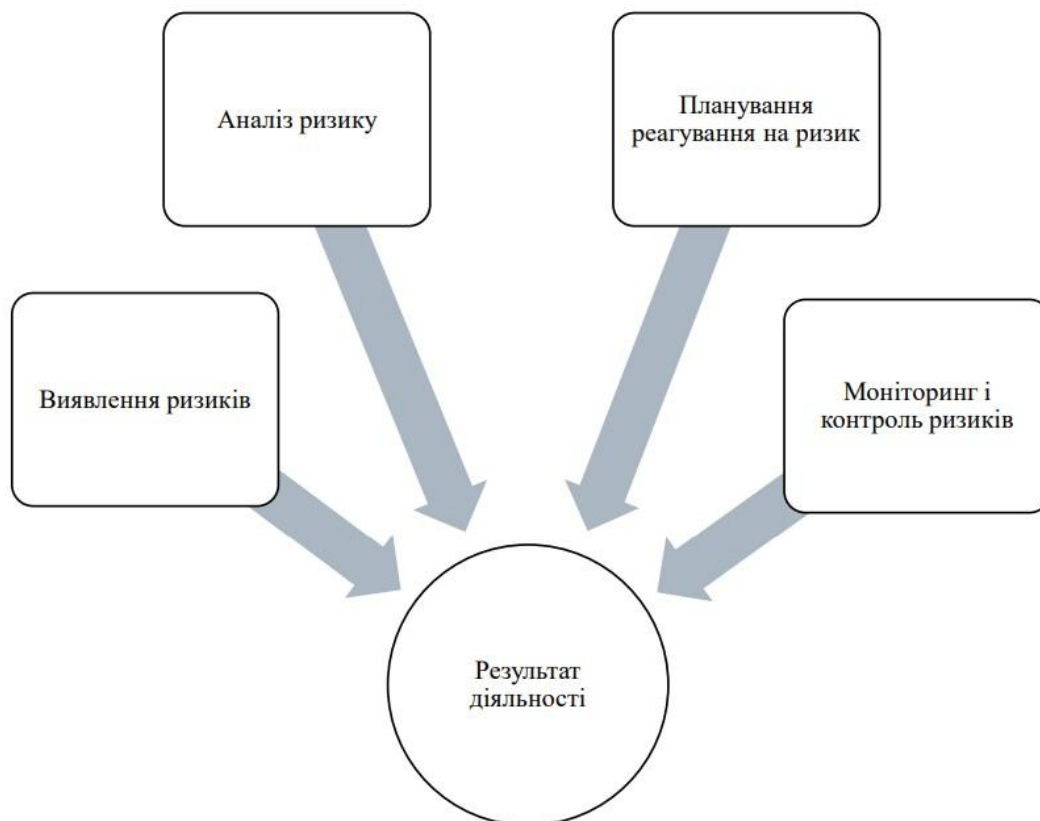 Аналіз ризику
Планування
реагування на ризик
Виявлення ризиків
Моніторинг і
контроль ризиків
Результат
діяльності